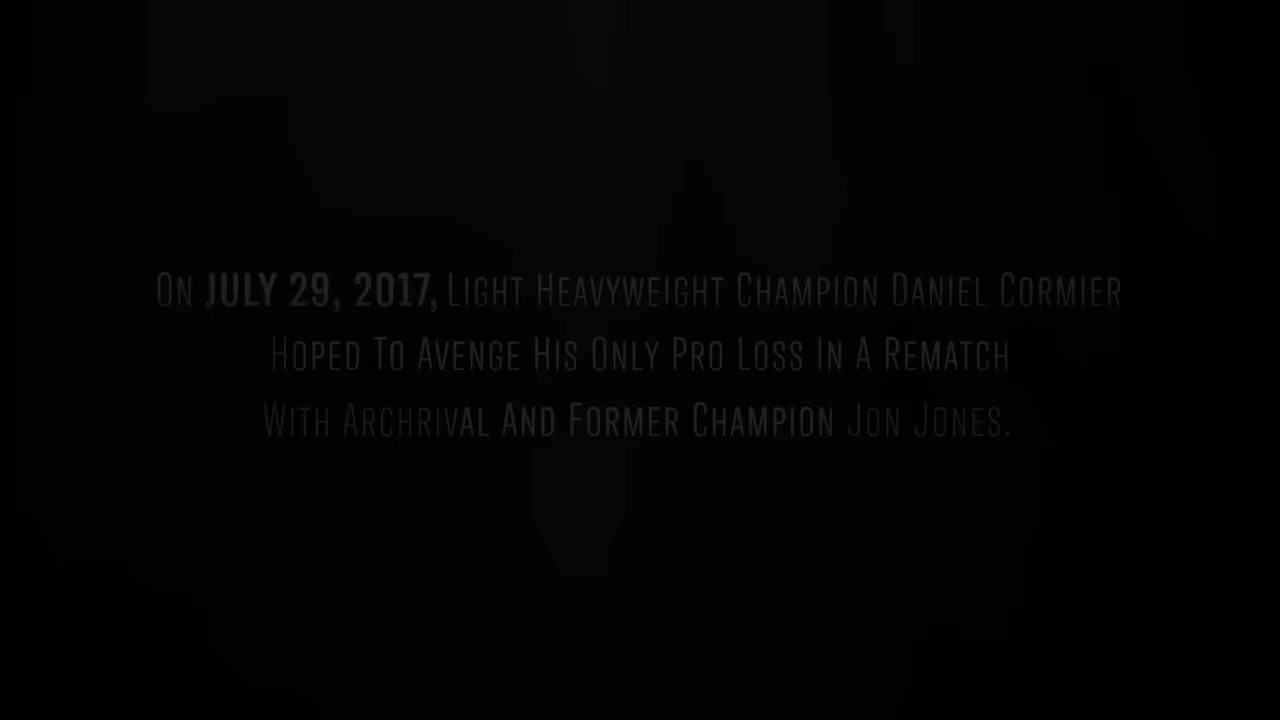 On JULY 29, 2017, Light Heavyweight Champion Daniel Cormier
Hoped To Avenge His Only Pro Loss In A Rematch
With Archrival And Former Champion Jon Jones.